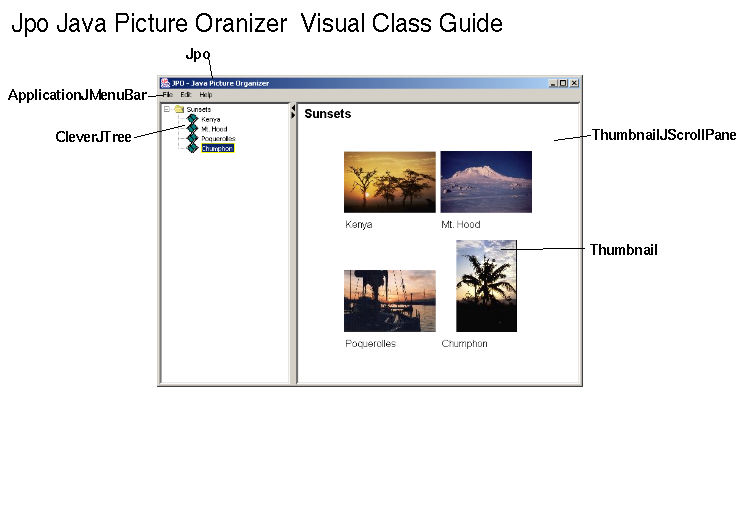 Jpo Java Picture Oranizer Visual Class Guide
Jpo
JPO - Java Picture Organizer
ApplicationJMenuBar
File Edit Help
Sunsets
Kenya
Mt. Hood
Poquerolles
Chumphon
CleverJTree
Sunsets
ThumbnailJScrollPane
Kenya
Mt. Hood
Thumbnail
Poquerolles
Chumphon